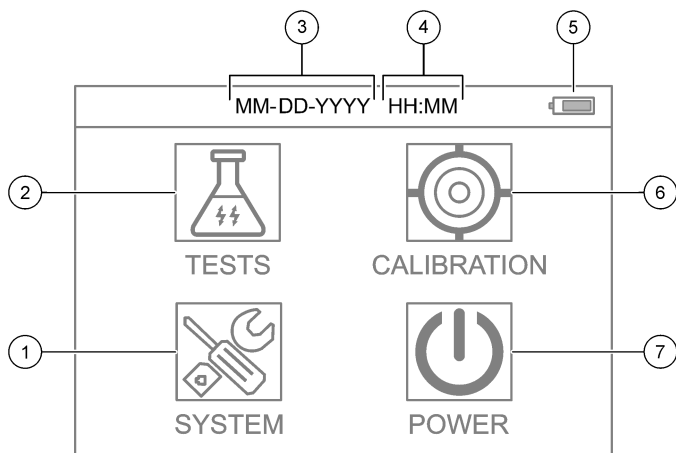 3 4 5
MM-DD-YYYY HH:MM
2 6
TESTS CALIBRATION
1 7
SYSTEM POWER